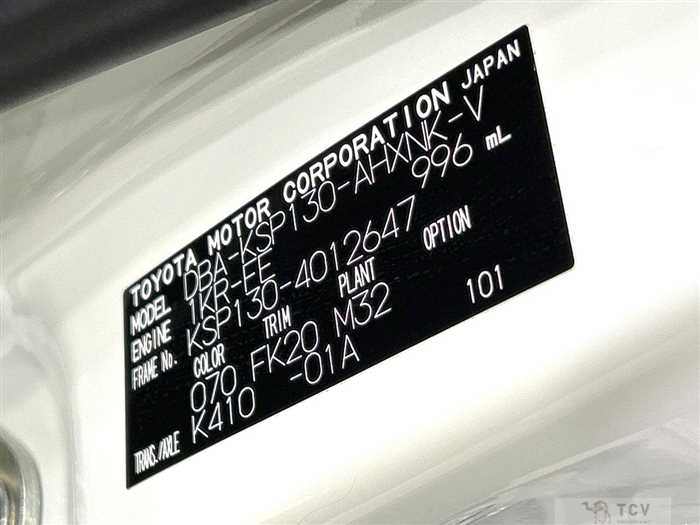 TOYOTA MOTOR CORPORATION JAPAN
MODEL DBA-KSP130-AHXNK-V
ENGINE 1KR-FE 996 mL
FRAME No. KSP130-4012647
COLOR TRIM PLANT OPTION
070 FK20 M32
TRANS./AXLE K410 -01A 101
TCV